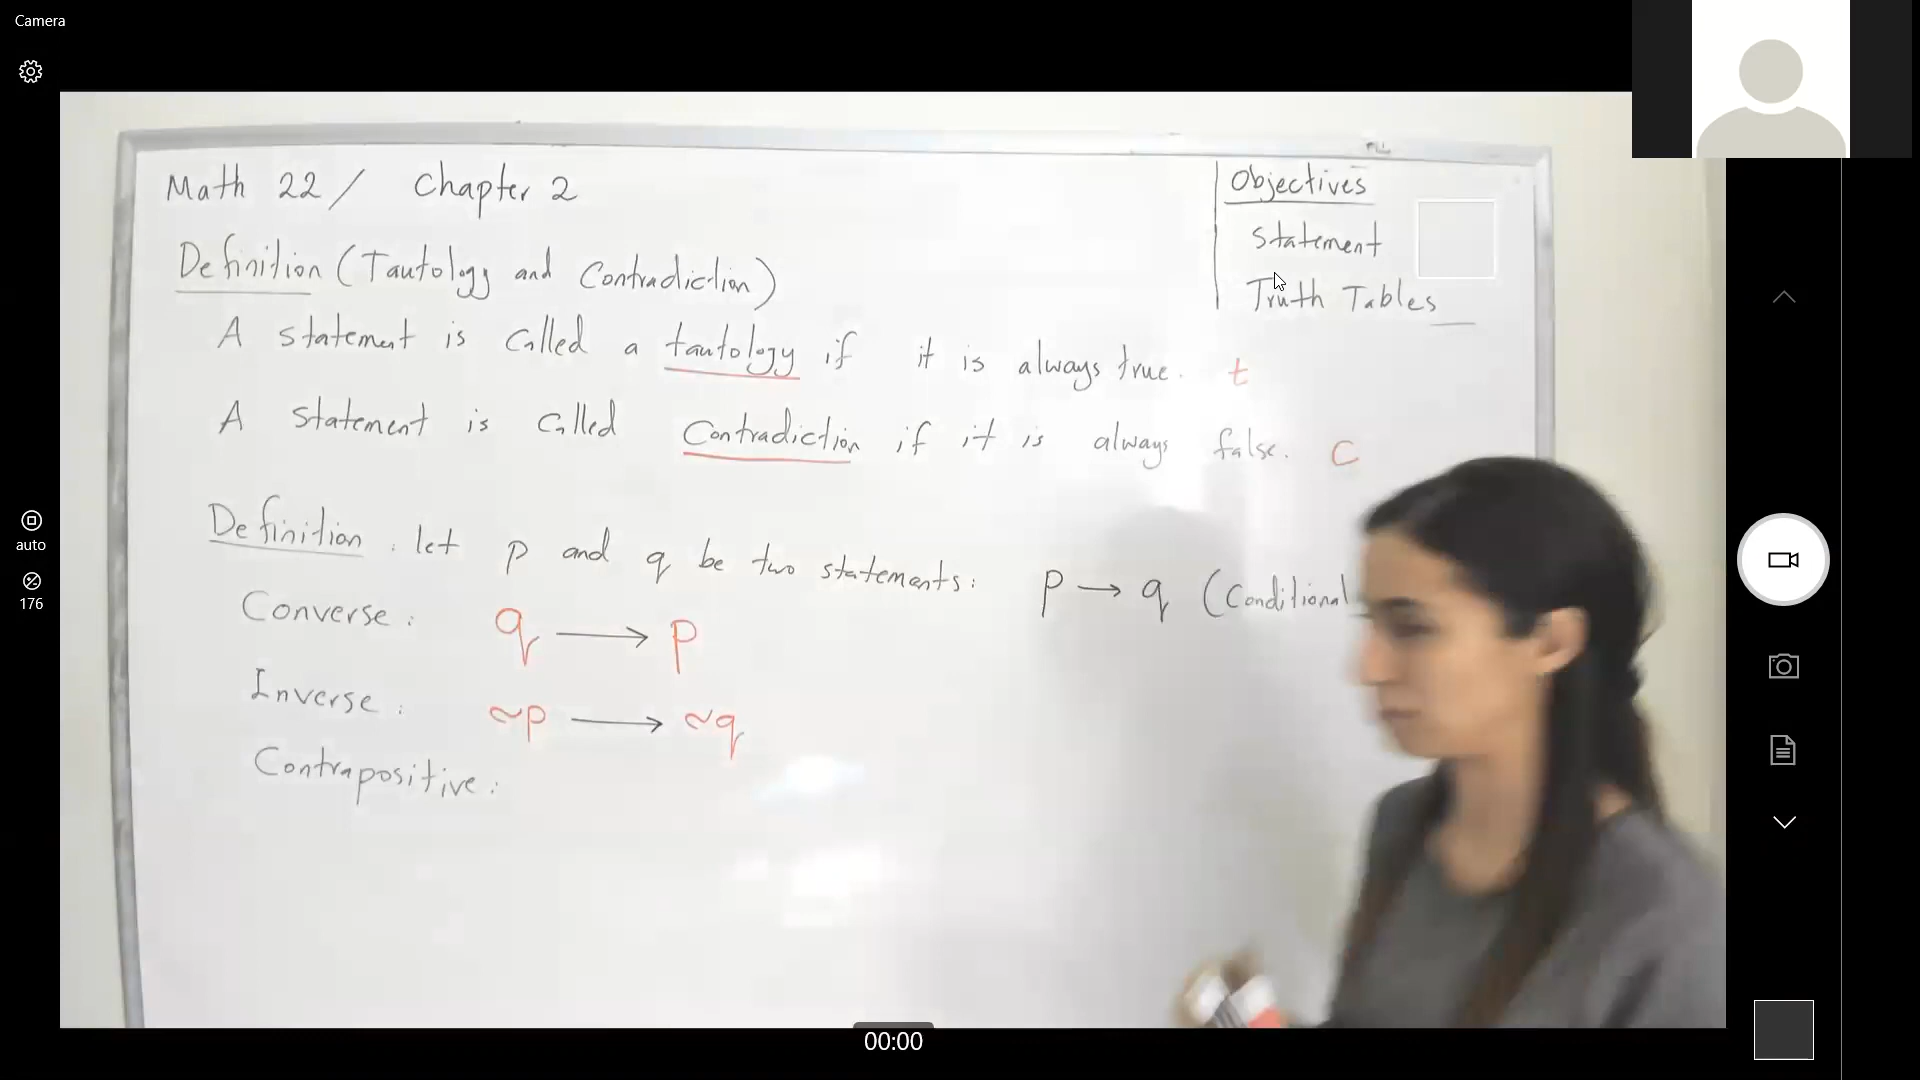 Camera
Math 22 / Chapter 2
Objectives
Statement
Truth Tables
Definition (Tautology and Contradiction)
A statement is called a tautology if it is always true. t
A statement is called Contradiction if it is always false. C
Definition : let p and q be two statements: p → q (Conditional
Converse : q → p
Inverse : ~p → ~q
Contrapositive :
auto
176
00:00